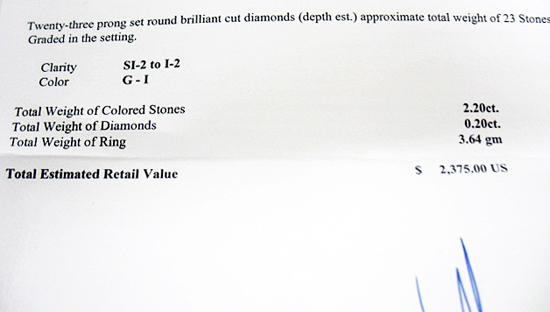 Twenty-three prong set round brilliant cut diamonds (depth est.) approximate total weight of 23 Stones
Graded in the setting.
Clarity SI-2 to I-2
Color G - I
Total Weight of Colored Stones 2.20ct.
Total Weight of Diamonds 0.20ct.
Total Weight of Ring 3.64 gm
Total Estimated Retail Value $ 2,375.00 US